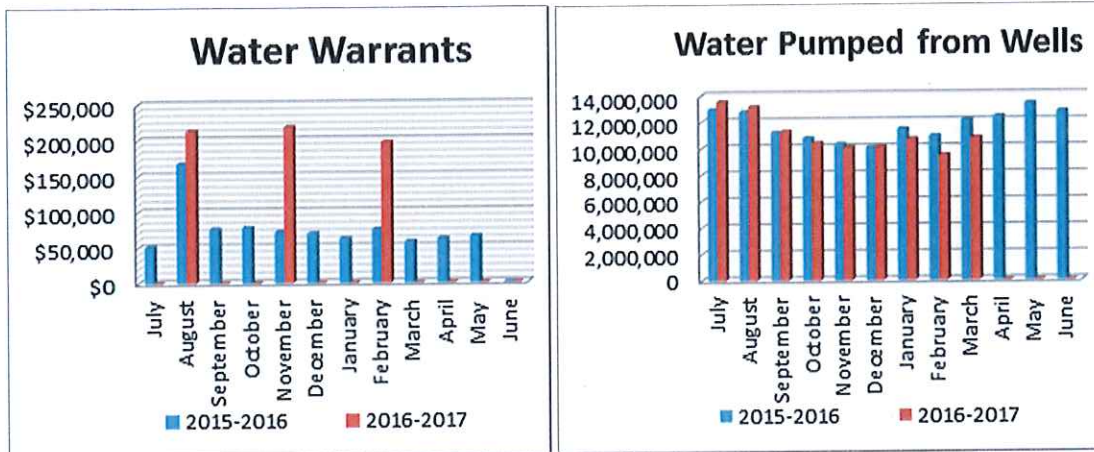 Water Warrants
$250,000
$200,000
$150,000
$100,000
$50,000
$0
July
August
September
October
November
December
January
February
March
April
May
June
2015-2016 2016-2017
Water Pumped from Wells
14,000,000
12,000,000
10,000,000
8,000,000
6,000,000
4,000,000
2,000,000
0
July
August
September
October
November
December
January
February
March
April
May
June
2015-2016 2016-2017